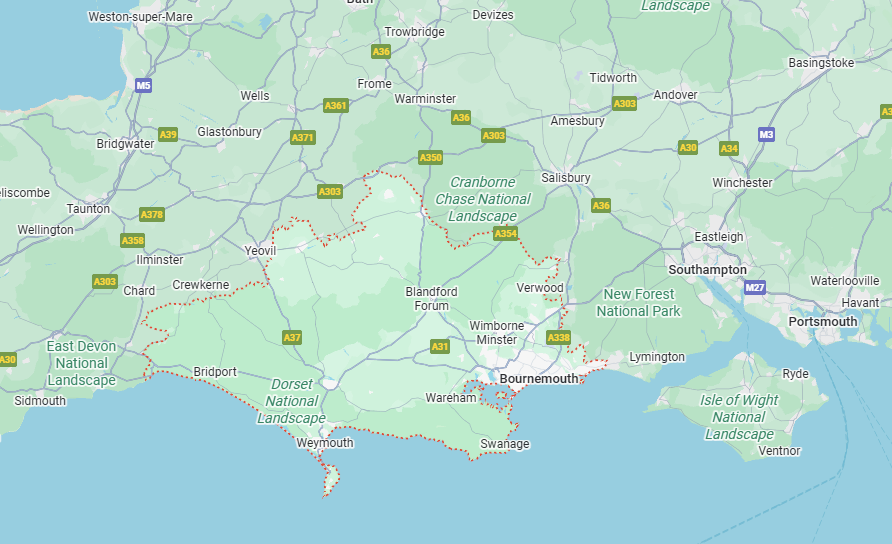 Bath
Landscape
Weston-super-Mare
Devizes
Trowbridge
A36
Basingstoke
M5
Frome
Tidworth
Wells
Warminster
Andover
A361
A303
A36
Amesbury
Glastonbury
A39
A371
A303
M3
Bridgwater
A30
A34
A350
Salisbury
Winchester
Cranborne
Chase National
Landscape
A303
Taunton
A378
A36
Wellington
A358
A354
Eastleigh
Yeovil
Ilminster
Southampton
A303
Chard
Crewkerne
Blandford
Forum
Verwood
New Forest
National Park
M27
Waterlooville
Havant
Portsmouth
Wimborne
Minster
A37
A338
East Devon
National
Landscape
A31
A30
Lymington
Bridport
Bournemouth
Ryde
Dorset
National
Landscape
Wareham
Isle of Wight
National
Landscape
Sidmouth
Weymouth
Swanage
Ventnor